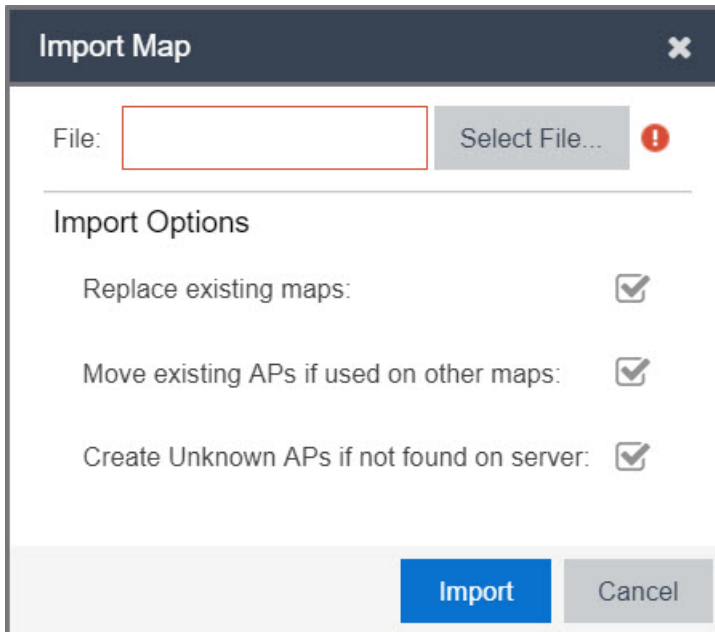 Import Map
File:
Select File...
Import Options
Replace existing maps:
Move existing APs if used on other maps:
Create Unknown APs if not found on server:
Import
Cancel